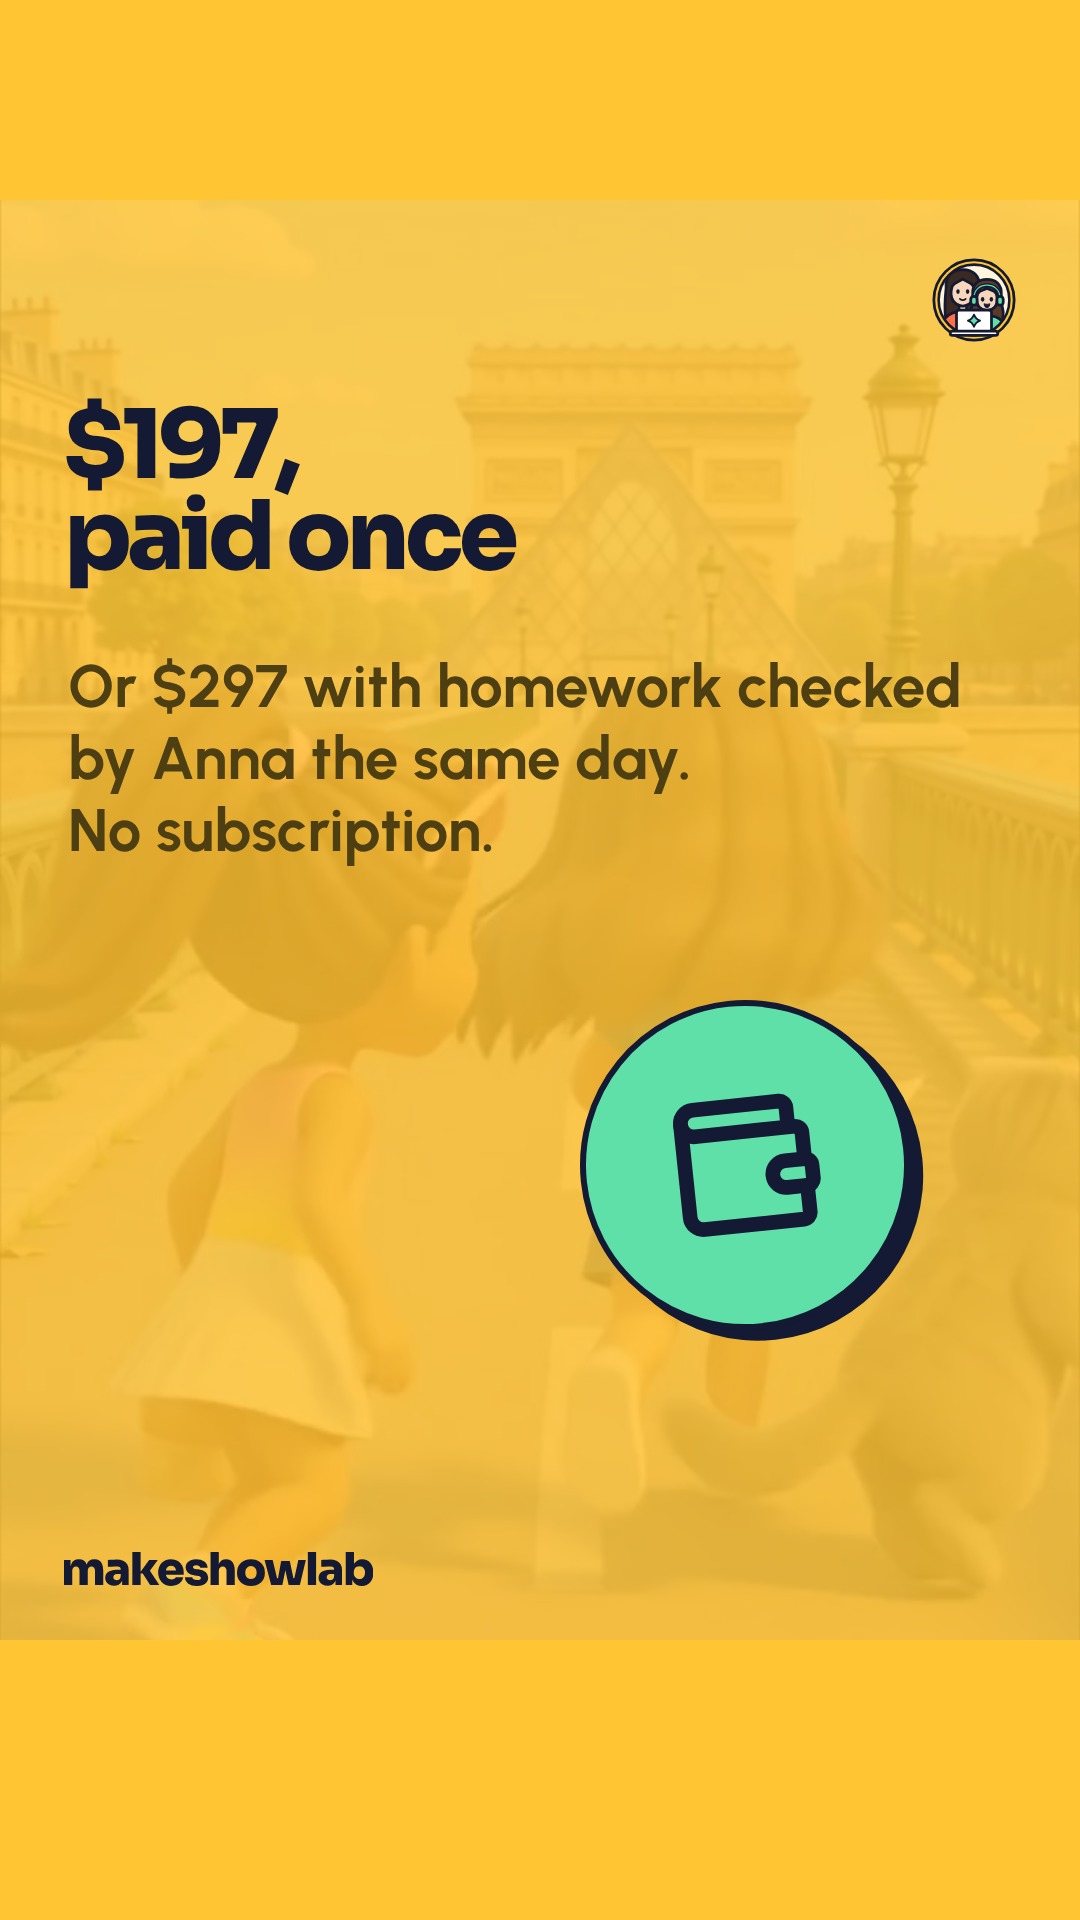 $197,
paid once
Or $297 with homework checked
by Anna the same day.
No subscription.
makeshowlab